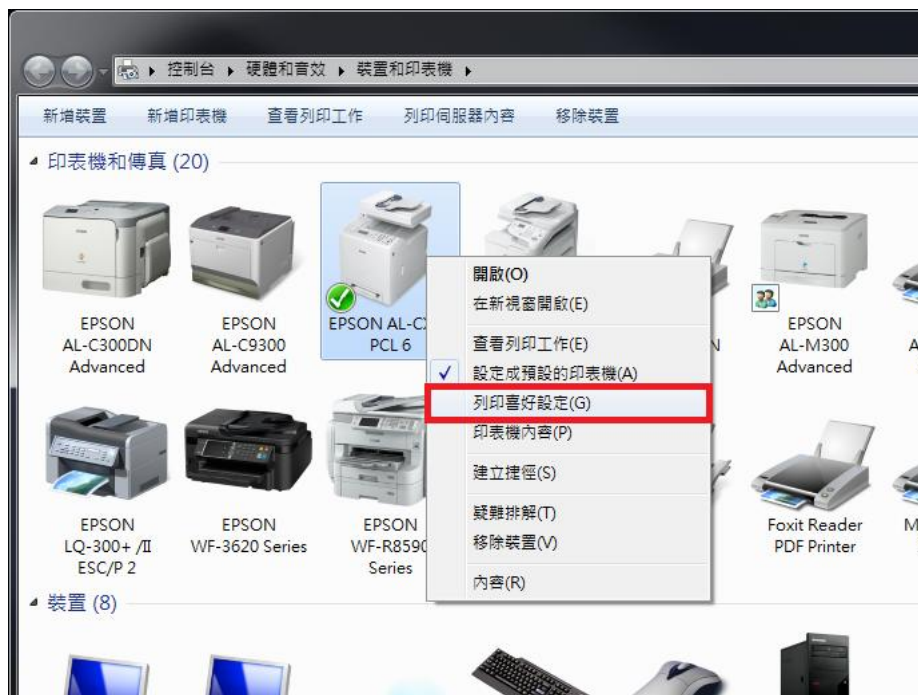 控制台 ▸ 硬體和音效 ▸ 裝置和印表機 ▸
新增裝置 新增印表機 查看列印工作 列印伺服器內容 移除裝置
印表機和傳真 (20)
EPSON
AL-C300DN
Advanced
EPSON
AL-C9300
Advanced
EPSON AL-C
PCL 6
N
EPSON
AL-M300
Advanced
A
開啟(O)
在新視窗開啟(E)
查看列印工作(E)
設定成預設的印表機(A)
列印喜好設定(G)
印表機內容(P)
建立捷徑(S)
疑難排解(T)
移除裝置(V)
內容(R)
EPSON
LQ-300+ /II
ESC/P 2
EPSON
WF-3620 Series
EPSON
WF-R8590
Series
Foxit Reader
PDF Printer
M
裝置 (8)